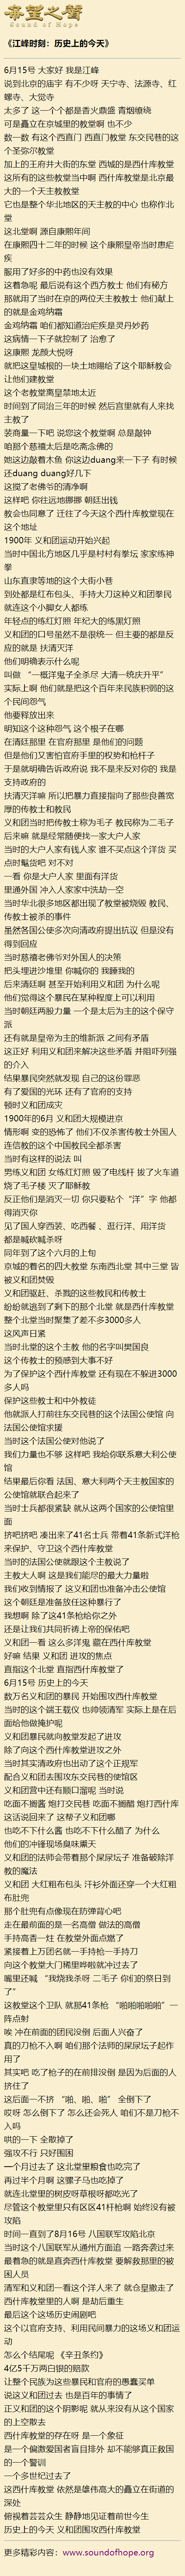 希望之聲
Sound of Hope
《江峰时刻：历史上的今天》
6月15号 大家好 我是江峰
说到北京的庙宇 有不少呀 天宁寺、法源寺、红
螺寺、大觉寺
太多了 这一个个都是香火鼎盛 青烟缭绕
可是矗立在京城里的教堂啊 也不少
数一数 有这个西直门 西直门教堂 东交民巷的这
个圣弥尔教堂
加上的王府井大街的东堂 西城的是西什库教堂
这所有的这些教堂当中啊 西什库教堂是北京最
大的一个天主教教堂
它也是整个华北地区的天主教的中心 也称作北
堂
这北堂啊 源自康熙年间
在康熙四十二年的时候 这个康熙皇帝当时患疟
疾
服用了好多的中药也没有效果
这着急呢 最后说有这个西方教士 他们有秘方
那就用了当时在京的两位天主教教士 他们献上
的就是金鸡纳霜
金鸡纳霜 咱们都知道治疟疾是灵丹妙药
这病情一下子就控制了 治愈了
这康熙 龙颜大悦呀
就把这皇城根的一块土地赐给了这个耶稣教会
让他们建教堂
这个老教堂离皇禁地太近
时间到了同治三年的时候 然后宫里就有人来找
主教了
装商量一下吧 说您这个教堂啊 总是敲钟
咱那个慈禧太后是吃斋念佛的
她这边敲着木鱼 你这边duang来一下子 有时候
还duang duang好几下
这搅了老佛爷的清净啊
这样吧 你往远地挪挪 朝廷出钱
教会也同意了 迁往了今天这个西什库教堂现在
这个地址
1900年 义和团运动开始兴起
当时中国北方地区几乎是村村有拳坛 家家练神
拳
山东直隶等地的这个大街小巷
到处都是红布包头、手持大刀这种义和团拳民
就连这个小脚女人都练
年轻点的练红灯照 年纪大的练黑灯照
义和团的口号虽然不是很统一 但主要的都是反
应的就是 扶清灭洋
他们明确表示什么呢
叫做 “一概洋鬼子全杀尽 大清一统庆升平”
实际上啊 他们就是把这个百年来民族积弱的这
个民间怨气
他要释放出来
明知这个这种怨气 这个根子在哪
在清廷那里 在官府那里 是他们的问题
但是他们又害怕官府手里的权势和枪杆子
于是就明确告诉政府说 我不是来反对你的 我是
支持政府的
扶清灭洋嘛 所以把暴力直接指向了那些良善宽
厚的传教士和教民
义和团当时把传教士称为毛子 教民称为二毛子
后来嘛 就是经常随便找一家大户人家
当时的大户人家有钱人家 谁不买点这个洋货 买
点时髦货吧 对不对
一看 你是大户人家 里面有洋货
里通外国 冲入人家家中洗劫一空
当时华北很多地区都出现了教堂被烧毁 教民、
传教士被杀的事件
虽然各国公使多次向清政府提出抗议 但是没有
得到回应
当时慈禧老佛爷对外国人的决策
把头埋进沙堆里 你喊你的 我睡我的
后来清廷啊 甚至开始利用义和团 为什么呢
他们觉得这个暴民在某种程度上可以利用
当时朝廷两股力量 一个是太后为主的这个保守
派
还有就是皇帝为主的维新派 之间有矛盾
这正好 利用义和团来解决这些矛盾 并阻吓列强
的介入
结果暴民突然就发现 自己的这份罪恶
有了爱国的光环 还有了官府的支持
顿时义和团成灾
1900年的6月 义和团大规模进京
情形啊 变的恐怖了 他们不仅杀害传教士外国人
连信教的这个中国教民全都杀害
当时有这样的说法 叫
男练义和团 女练红灯照 毁了电线杆 拔了火车道
烧了毛子楼 灭了耶稣教
反正他们是消灭一切 你只要粘个 “洋” 字 他都
得消灭你
见了国人穿西装、吃西餐 、逛行洋、用洋货
都是喊砍喊杀呀
同年到了这个六月的上旬
京城的着名的四大教堂 东南西北堂 其中三堂 皆
被义和团焚毁
义和团驱赶、杀戮的这些教民和传教士
纷纷就逃到了剩下的那个北堂 就是西什库教堂
整个北堂当时聚集了差不多3000多人
这风声日紧
当时北堂的这个主教 他的名字叫樊国良
这个传教士的预感到大事不好
为了保护这个西什库教堂 还有现在不躲进3000
多人吗
保护这些教士和中外教徒
他就派人打前往东交民巷的这个法国公使馆 向
法国公使馆求援
当时这个法国公使对他说了
我们力量也不够 这样吧 我给你联系意大利公使
馆
结果最后你看 法国、意大利两个天主教国家的
公使馆就联合起来了
当时士兵都很紧缺 就从这两个国家的公使馆里
面
挤吧挤吧 凑出来了41名士兵 带着41条新式洋枪
来保护、守卫这个西什库教堂
当时的法国公使就跟这个主教说了
主教大人啊 这是我们能尽的最大力量啦
我们收到情报了 这义和团也准备冲击公使馆
这个朝廷是准备放任这种暴行了
我想啊 除了这41条枪给你之外
还是让我们共同祈祷上帝的保佑吧
义和团一看 这么多洋鬼 藏在西什库教堂
好嘛 结果 义和团 进攻的焦点
直指这个北堂 直指西什库教堂了
6月15号 历史上的今天
数万名义和团的暴民 开始围攻西什库教堂
当时的这个端王载仪 也帅领清军 实际上是在后
面给他做掩护呢
义和团暴民就向教堂发起了进攻
除了向这个西什库教堂进攻之外
当时其实清政府也出动了这个正规军
配合义和团去围攻东交民巷的使馆区
义和团营中还有顺口溜呢 当时说
吃面不搁酱 炮打交民巷 吃面不搁醋 炮打西什库
这话说回来了 这帮子义和团哪
也吃不下什么酱 也吃不下什么醋了 为什么
他们的冲锋现场臭味熏天
义和团的法师会带着那个屎尿坛子 准备破除洋
教的魔法
义和团 大红粗布包头 汗衫外面还穿一个大红粗
布肚兜
那个肚兜有点像现在防弹背心吧
走在最前面的是一名高僧 做法的高僧
手持高香一炷 在教堂外面点燃了
紧接着上万团名就一手持枪一手持刀
向这个教堂大门稀里哗啦就冲过去了
嘴里还喊 “我烧我杀呀 二毛子 你们的祭日到
了”
这教堂这个卫队 就那41条枪 “啪啪啪啪啪” 一
阵点射
唉 冲在前面的团民没倒 后面人兴奋了
真的刀枪不入啊 咱们那个法师的屎尿坛子起作
用了
其实吧 吃了枪子的在前排没倒 是因为后面的人
挤住了
这后面一不挤 “啪、啪、啪” 全倒下了
哎呀 怎么倒下了 怎么还会死人 咱们不是刀枪不
入吗
哄的一下 全散掉了
强攻不行 只好围困
一个月过去了 这北堂里粮食也吃完了
再过半个月啊 这骡子马也吃掉了
就连北堂里的树皮呀草根呀都吃光了
尽管这个教堂里只有区区41杆枪啊 始终没有被
攻陷
时间一直到了8月16号 八国联军攻陷北京
当时这个八国联军从通州方面追 一路奔袭过来
最着急的就是直奔西什库教堂 要解救那里的被
困人员
清军和义和团一看这个洋人来了 就仓皇撤走了
西什库教堂里的人啊 是劫后重生
最后这个这场历史闹剧吧
这个以官府支持、利用民间暴力的这场义和团运
动
怎么个结尾呢 《辛丑条约》
4亿5千万两白银的赔款
让整个民族为这些暴民和官府的愚蠢买单
说这义和团过去 也是百年的事情了
正义和团的这个阴影呢 就从来没有从这个国家
的上空散去
西什库教堂的存在呀 是一个象征
是一个偏激爱国者盲目排外 却不能够真正救国
的一个警训
一个多世纪过去了
这西什库教堂 依然是雄伟高大的矗立在街道的
深处
俯视着芸芸众生 静静地见证着前世今生
历史上的今天 义和团围攻西什库教堂
更多精彩内容：www.soundofhope.org